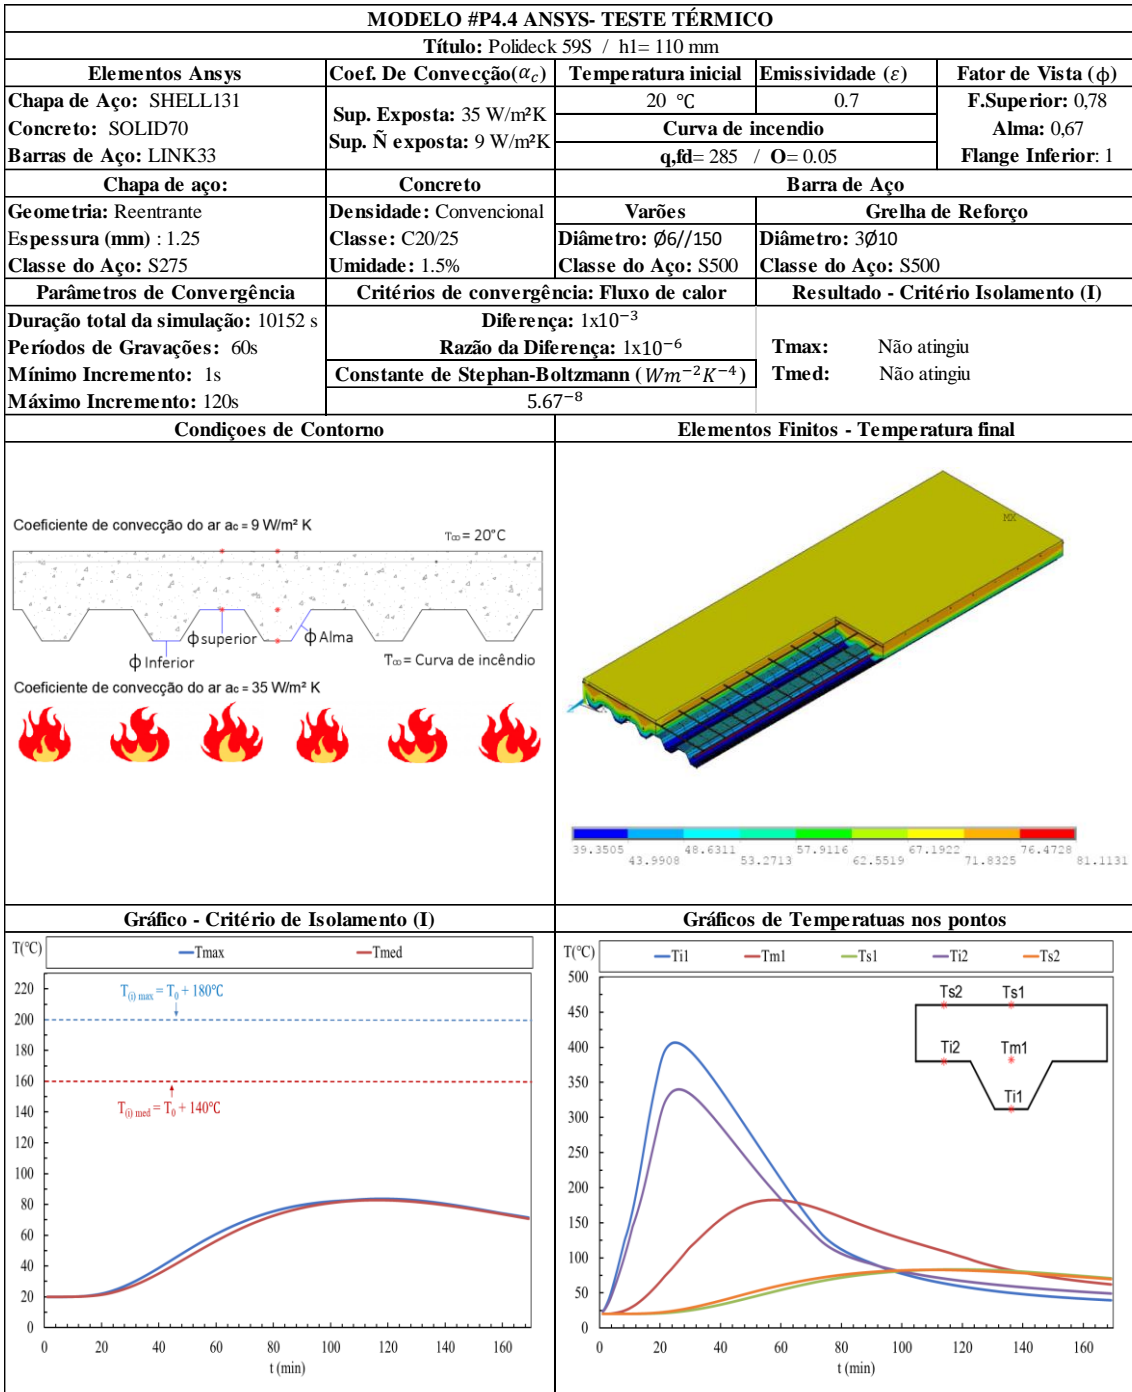 MODELO #P4.4 ANSYS- TESTE TÉRMICO
Título: Polideck 59S / h1= 110 mm
Elementos Ansys
Coef. De Convecção(α_c)
Temperatura inicial
Emissividade (ε)
Fator de Vista (ϕ)
Chapa de Aço: SHELL131
Concreto: SOLID70
Barras de Aço: LINK33
Sup. Exposta: 35 W/m²K
Sup. Ñ exposta: 9 W/m²K
20 °C
0.7
Curva de incendio
q,fd= 285 / O= 0.05
F.Superior: 0,78
Alma: 0,67
Flange Inferior: 1
Chapa de aço:
Concreto
Barra de Aço
Geometria: Reentrante
Espessura (mm) : 1.25
Classe do Aço: S275
Densidade: Convencional
Classe: C20/25
Umidade: 1.5%
Varões
Diâmetro: Ø6//150
Classe do Aço: S500
Grelha de Reforço
Diâmetro: 3Ø10
Classe do Aço: S500
Parâmetros de Convergência
Critérios de convergência: Fluxo de calor
Resultado - Critério Isolamento (I)
Duração total da simulação: 10152 s
Períodos de Gravações: 60s
Mínimo Incremento: 1s
Máximo Incremento: 120s
Diferença: 1x10⁻³
Razão da Diferença: 1x10⁻⁶
Constante de Stephan-Boltzmann (Wm⁻²K⁻⁴)
5.67⁻⁸
Tmax: Não atingiu
Tmed: Não atingiu
Condiçoes de Contorno
Elementos Finitos - Temperatura final
Coeficiente de convecção do ar ac = 9 W/m² K
T∞ = 20°C
ϕ superior
ϕ Alma
ϕ Inferior
T∞ = Curva de incêndio
Coeficiente de convecção do ar ac = 35 W/m² K
MX
39.3505 48.6311 57.9116 67.1922 76.4728
43.9908 53.2713 62.5519 71.8325 81.1131
Gráfico - Critério de Isolamento (I)
Gráficos de Temperatuas nos pontos
T(°C)
Tmax Tmed
220
200
180
160
140
120
100
80
60
40
20
0
T(i) max = T0 + 180°C
T(i) med = T0 + 140°C
0 20 40 60 80 100 120 140 160
t (min)
T(°C)
Ti1 Tm1 Ts1 Ti2 Ts2
500
450
400
350
300
250
200
150
100
50
0
Ts2 Ts1
Ti2 Tm1
Ti1
0 20 40 60 80 100 120 140 160
t (min)